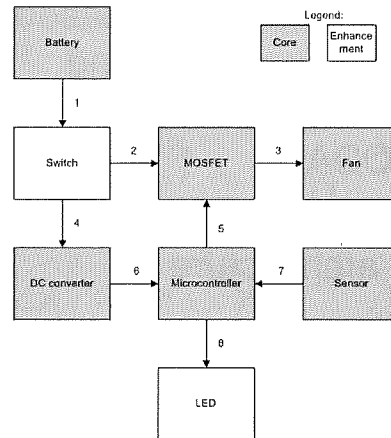 Legend:
Battery
Core
Enhance
ment
1
Switch
2
MOSFET
3
Fan
4
5
DC converter
6
Microcontroller
7
Sensor
8
LED